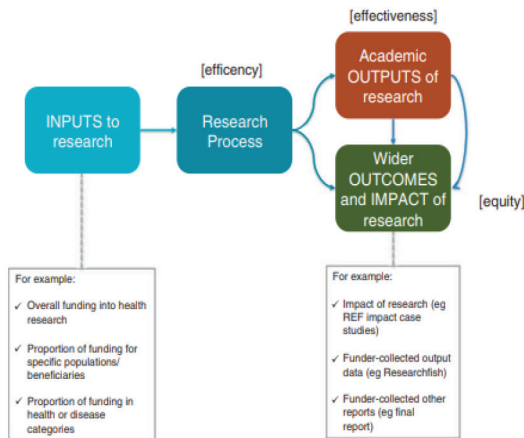 [effectiveness]
[efficency]
Academic
OUTPUTS of
research
INPUTS to
research
Research
Process
Wider
OUTCOMES
and IMPACT of
research
[equity]
For example:
✓ Overall funding into health
research
✓ Proportion of funding for
specific populations/
beneficiaries
✓ Proportion of funding in
health or disease
categories
For example:
✓ Impact of research (eg
REF impact case
studies)
✓ Funder-collected output
data (eg Researchfish)
✓ Funder-collected other
reports (eg final
report)